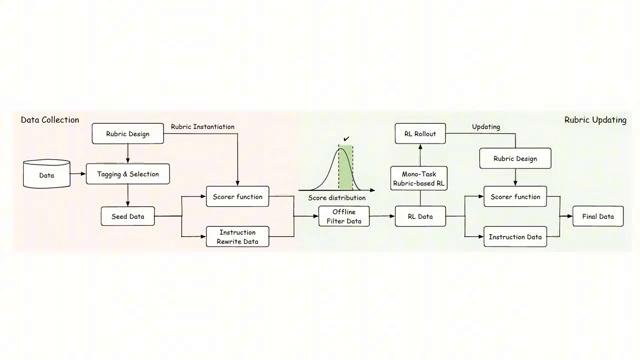 Data Collection
Rubric Updating
Rubric Design
Rubric Instantiation
Data
Tagging & Selection
Seed Data
Scorer function
Instruction
Rewrite Data
Score distribution
Offline
Filter Data
RL Rollout
Updating
Mono-Task
Rubric-based RL
RL Data
Rubric Design
Scorer function
Instruction Data
Final Data